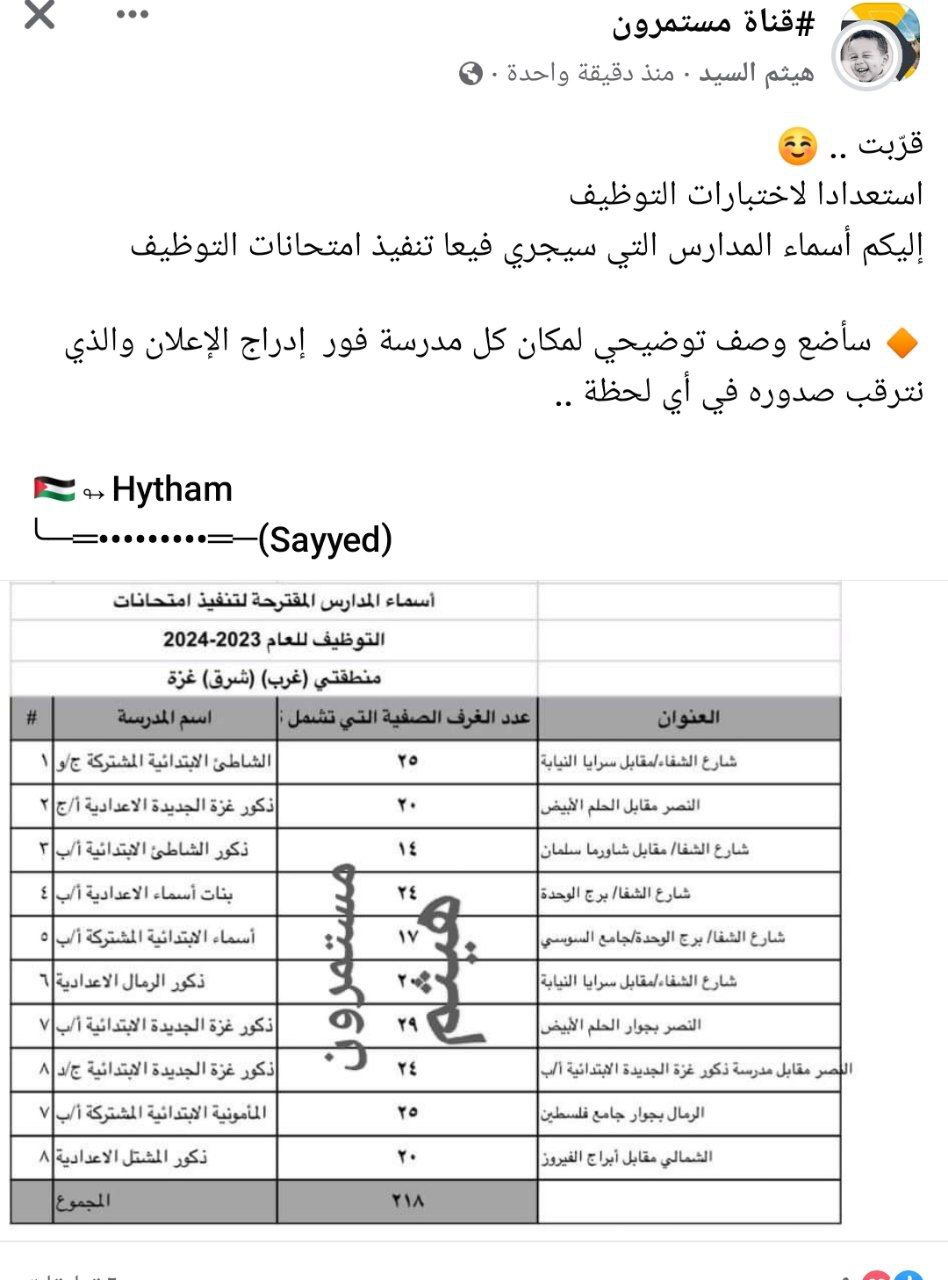 #قناة مستمرون
هيثم السيد · منذ دقيقة واحدة ·
قرّبت .. ☺️
استعدادا لاختبارات التوظيف
إليكم أسماء المدارس التي سيجري فيعا تنفيذ امتحانات التوظيف
🔶 سأضع وصف توضيحي لمكان كل مدرسة فور إدراج الإعلان والذي
نترقب صدوره في أي لحظة ..
🇵🇸 ↬ Hytham
╰─═•••••••••═─(Sayyed)
أسماء المدارس المقترحة لتنفيذ امتحانات
التوظيف للعام 2023-2024
منطقتي (غرب) (شرق) غزة
# اسم المدرسة عدد الغرف الصفية التي تشمل العنوان
١ الشاطئ الابتدائية المشتركة ج/و ٢٥ شارع الشفاء/مقابل سرايا النيابة
٢ ذكور غزة الجديدة الاعدادية أ/ج ٢٠ النصر مقابل الحلم الأبيض
٣ ذكور الشاطئ الابتدائية أ/ب ١٤ شارع الشفا/ مقابل شاورما سلمان
٤ بنات أسماء الاعدادية أ/ب ٢٤ شارع الشفا/ برج الوحدة
٥ أسماء الابتدائية المشتركة أ/ب ١٧ شارع الشفا/ برج الوحدة/جامع السوسي
٦ ذكور الرمال الاعدادية ٢٠ شارع الشفاء/مقابل سرايا النيابة
٧ ذكور غزة الجديدة الابتدائية أ/ب ٢٩ النصر بجوار الحلم الأبيض
٨ ذكور غزة الجديدة الابتدائية ج/د ٢٤ النصر مقابل مدرسة ذكور غزة الجديدة الابتدائية أ/ب
٧ المأمونية الابتدائية المشتركة أ/ب ٢٥ الرمال بجوار جامع فلسطين
٨ ذكور المشتل الاعدادية ٢٠ الشمالي مقابل أبراج الفيروز
المجموع ٢١٨
هيثم
مستمرون